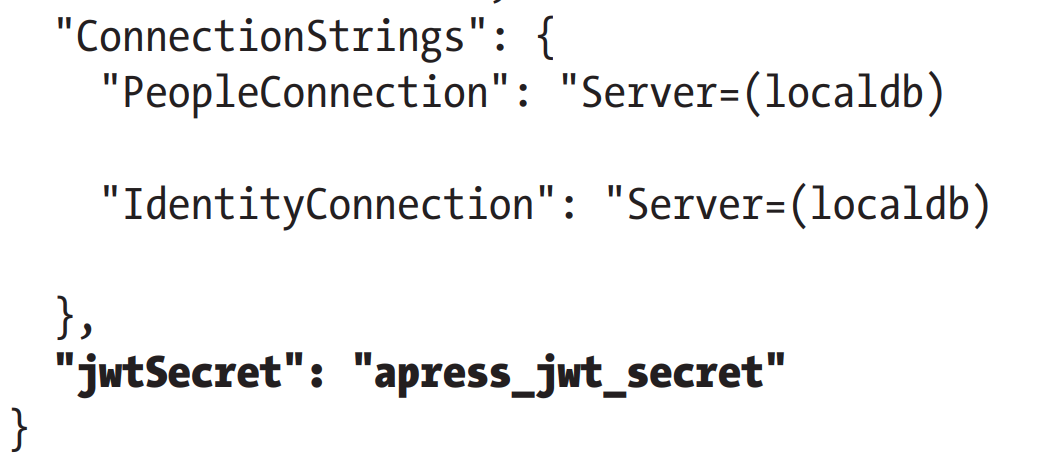 "ConnectionStrings": {
"PeopleConnection": "Server=(localdb)
"IdentityConnection": "Server=(localdb)
},
"jwtSecret": "apress_jwt_secret"
}